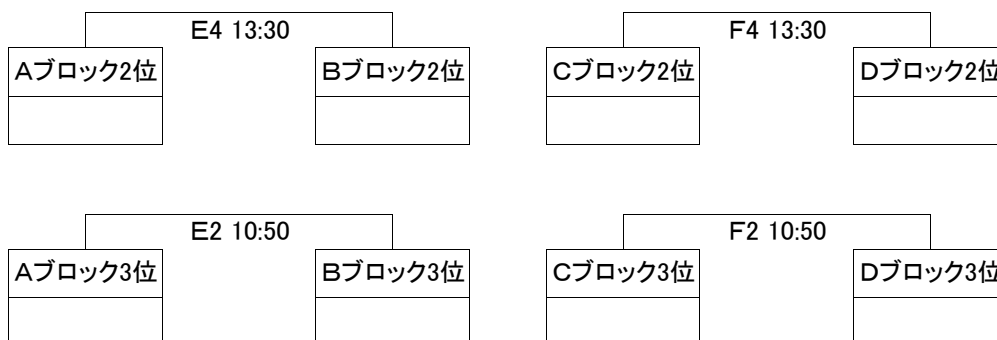 E4 13:30 F4 13:30
Aブロック2位 Bブロック2位 Cブロック2位 Dブロック2位
E2 10:50 F2 10:50
Aブロック3位 Bブロック3位 Cブロック3位 Dブロック3位